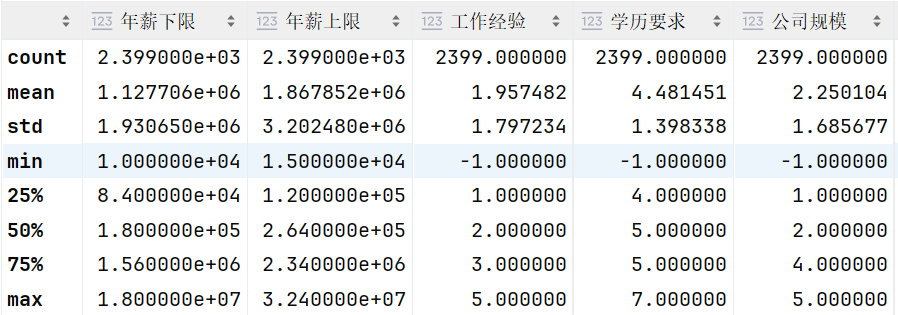 123 年薪下限 123 年薪上限 123 工作经验 123 学历要求 123 公司规模
count 2.399000e+03 2.399000e+03 2399.000000 2399.000000 2399.000000
mean 1.127706e+06 1.867852e+06 1.957482 4.481451 2.250104
std 1.930650e+06 3.202480e+06 1.797234 1.398338 1.685677
min 1.000000e+04 1.500000e+04 -1.000000 -1.000000 -1.000000
25% 8.400000e+04 1.200000e+05 1.000000 4.000000 1.000000
50% 1.800000e+05 2.640000e+05 2.000000 5.000000 2.000000
75% 1.560000e+06 2.340000e+06 3.000000 5.000000 4.000000
max 1.800000e+07 3.240000e+07 5.000000 7.000000 5.000000